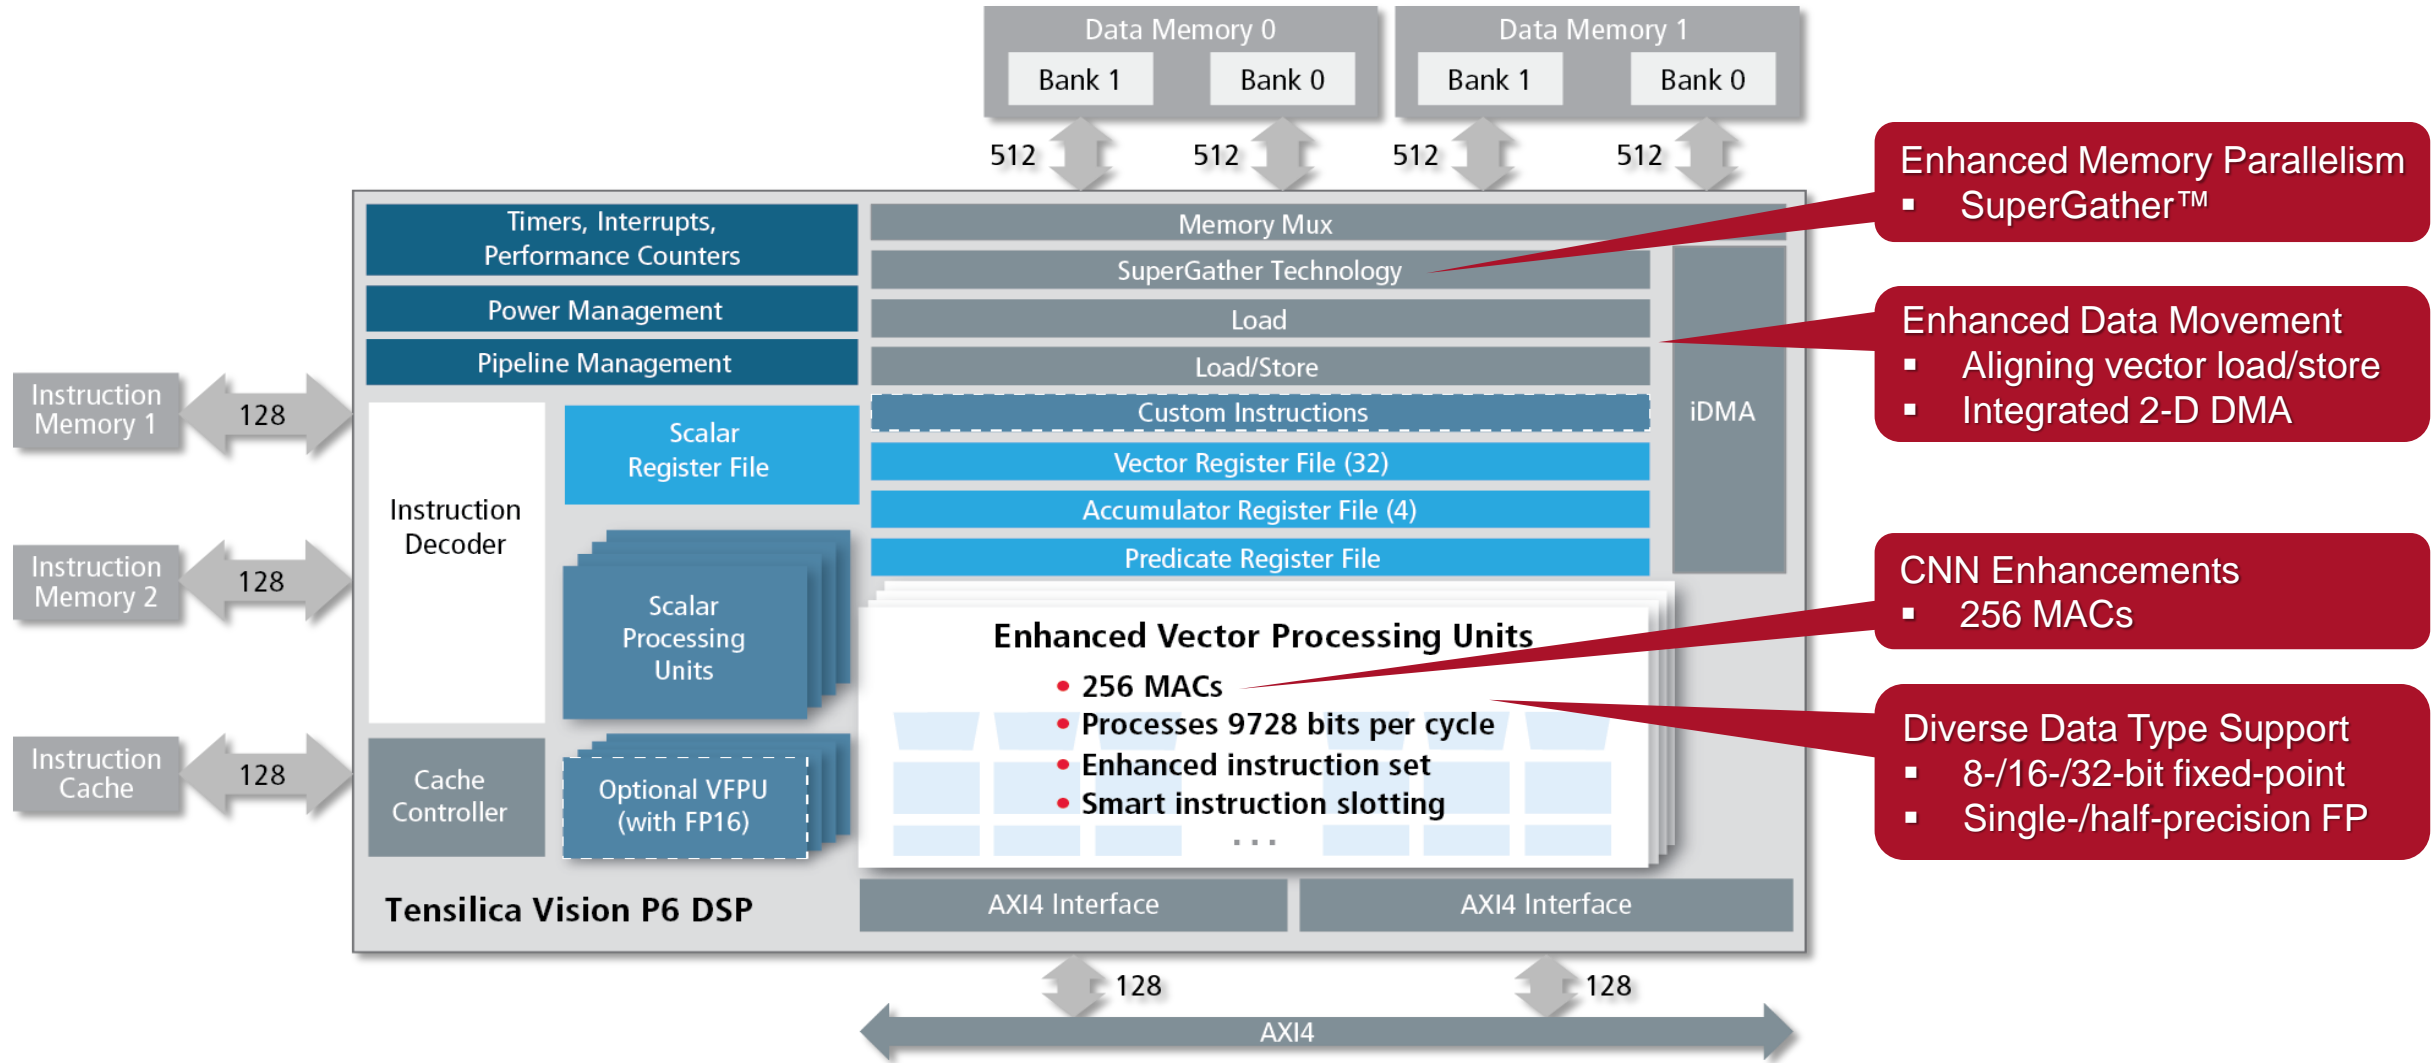 Data Memory 0
Bank 1
Bank 0
Data Memory 1
Bank 1
Bank 0
512
512
512
512
Timers, Interrupts,
Performance Counters
Power Management
Pipeline Management
Memory Mux
SuperGather Technology
Load
Load/Store
Custom Instructions
Vector Register File (32)
Accumulator Register File (4)
Predicate Register File
iDMA
Instruction
Memory 1
128
Instruction
Memory 2
128
Instruction
Cache
128
Instruction
Decoder
Scalar
Register File
Scalar
Processing
Units
Cache
Controller
Optional VFPU
(with FP16)
Enhanced Vector Processing Units
• 256 MACs
• Processes 9728 bits per cycle
• Enhanced instruction set
• Smart instruction slotting
...
Tensilica Vision P6 DSP
AXI4 Interface
AXI4 Interface
128
128
AXI4
Enhanced Memory Parallelism
▪ SuperGather™
Enhanced Data Movement
▪ Aligning vector load/store
▪ Integrated 2-D DMA
CNN Enhancements
▪ 256 MACs
Diverse Data Type Support
▪ 8-/16-/32-bit fixed-point
▪ Single-/half-precision FP